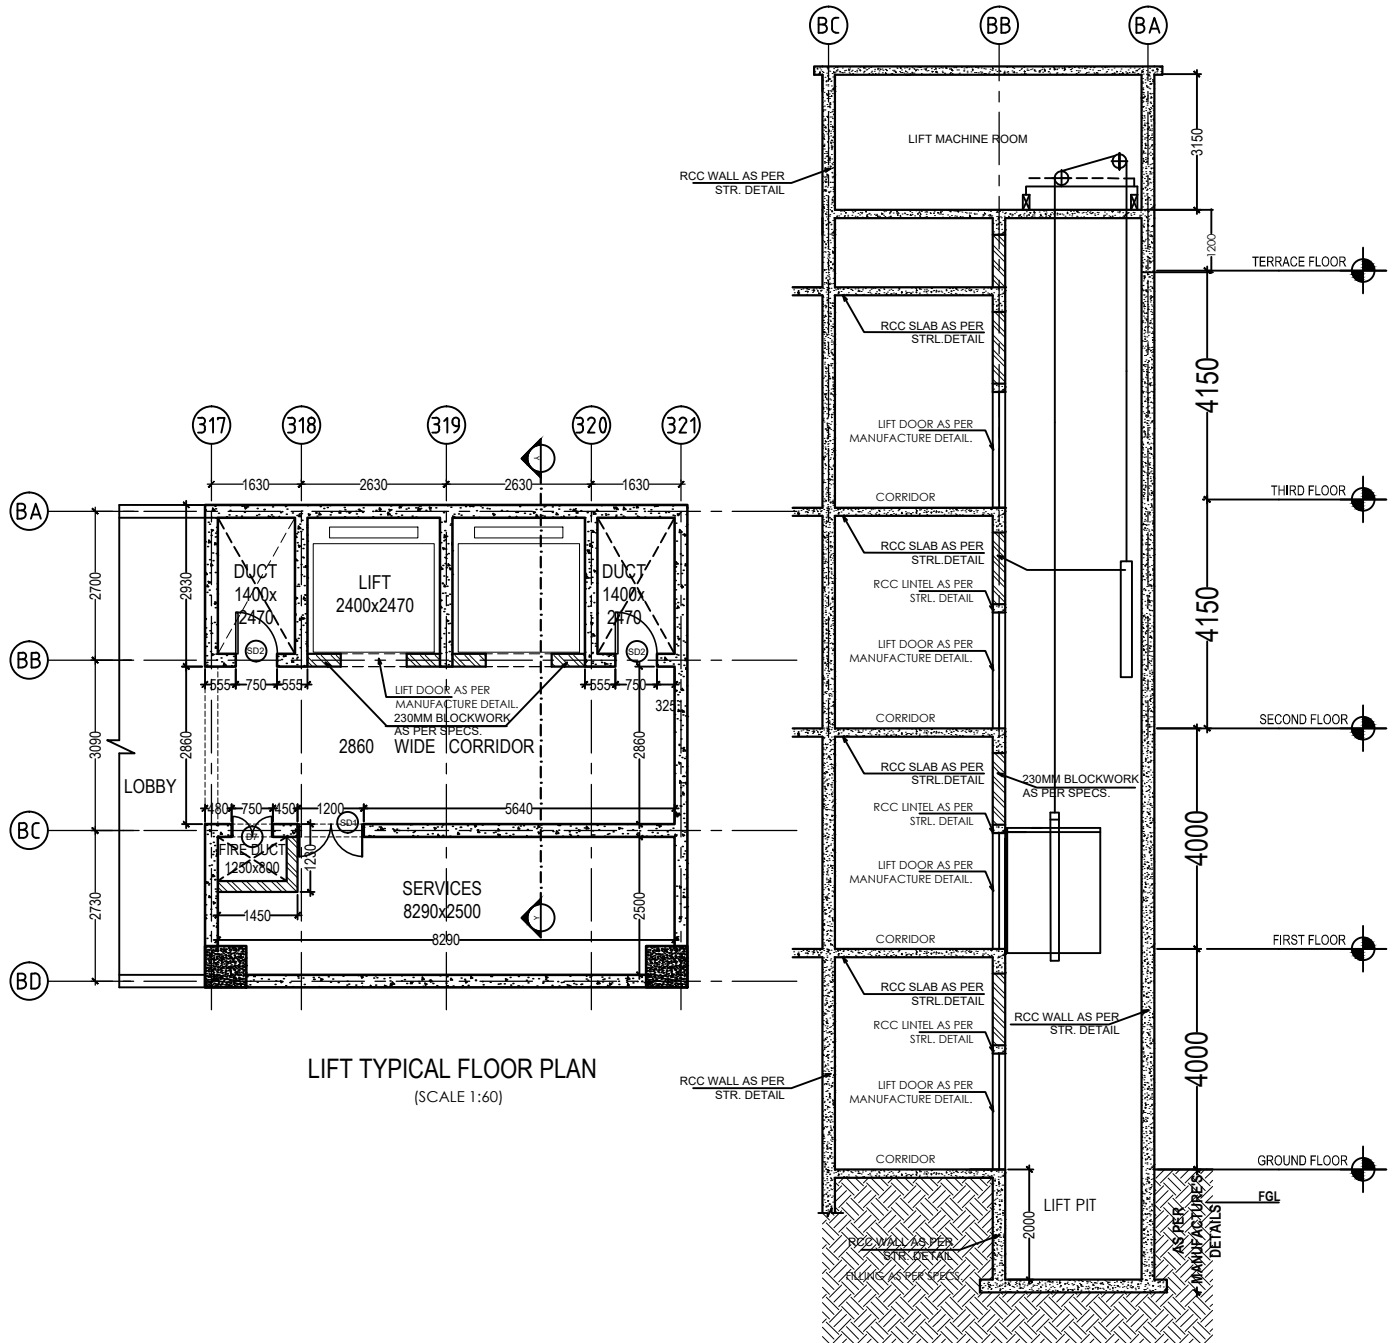 BC
BB
BA
LIFT MACHINE ROOM
3150
RCC WALL AS PER
STR. DETAIL
1200
TERRACE FLOOR
RCC SLAB AS PER
STRL.DETAIL
4150
LIFT DOOR AS PER
MANUFACTURE DETAIL.
CORRIDOR
THIRD FLOOR
RCC SLAB AS PER
STRL.DETAIL
RCC LINTEL AS PER
STRL. DETAIL
4150
LIFT DOOR AS PER
MANUFACTURE DETAIL.
CORRIDOR
SECOND FLOOR
RCC SLAB AS PER
STRL.DETAIL
230MM BLOCKWORK
AS PER SPECS.
RCC LINTEL AS PER
STRL. DETAIL
4000
LIFT DOOR AS PER
MANUFACTURE DETAIL.
CORRIDOR
FIRST FLOOR
RCC SLAB AS PER
STRL.DETAIL
RCC LINTEL AS PER
STRL. DETAIL
RCC WALL AS PER
STR. DETAIL
4000
RCC WALL AS PER
STR. DETAIL
LIFT DOOR AS PER
MANUFACTURE DETAIL.
CORRIDOR
GROUND FLOOR
FGL
LIFT PIT
2000
AS PER
MANUFACTURE'S
DETAILS
RCC WALL AS PER
STR. DETAIL
FILLING AS PER SPECS.
317
318
319
320
321
1630
2630
2630
1630
Y
BA
2700
2930
DUCT
1400x
2470
LIFT
2400x2470
DUCT
1400x
2470
SD2
SD2
BB
555
750
555
555
750
325
LIFT DOOR AS PER
MANUFACTURE DETAIL.
230MM BLOCKWORK
AS PER SPECS.
3090
2860
2860 WIDE CORRIDOR
2860
LOBBY
480
750
450
1200
5640
SD1
BC
D7
FIRE DUCT
1250x800
1230
2730
SERVICES
8290x2500
2500
1450
Y
8290
BD
LIFT TYPICAL FLOOR PLAN
(SCALE 1:60)